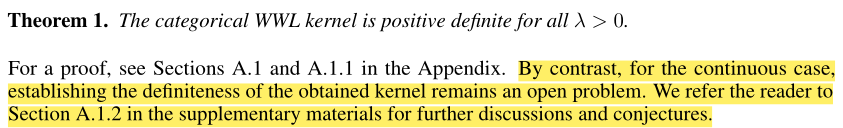 Theorem 1. The categorical WWL kernel is positive definite for all λ > 0.
For a proof, see Sections A.1 and A.1.1 in the Appendix. By contrast, for the continuous case,
establishing the definiteness of the obtained kernel remains an open problem. We refer the reader to
Section A.1.2 in the supplementary materials for further discussions and conjectures.